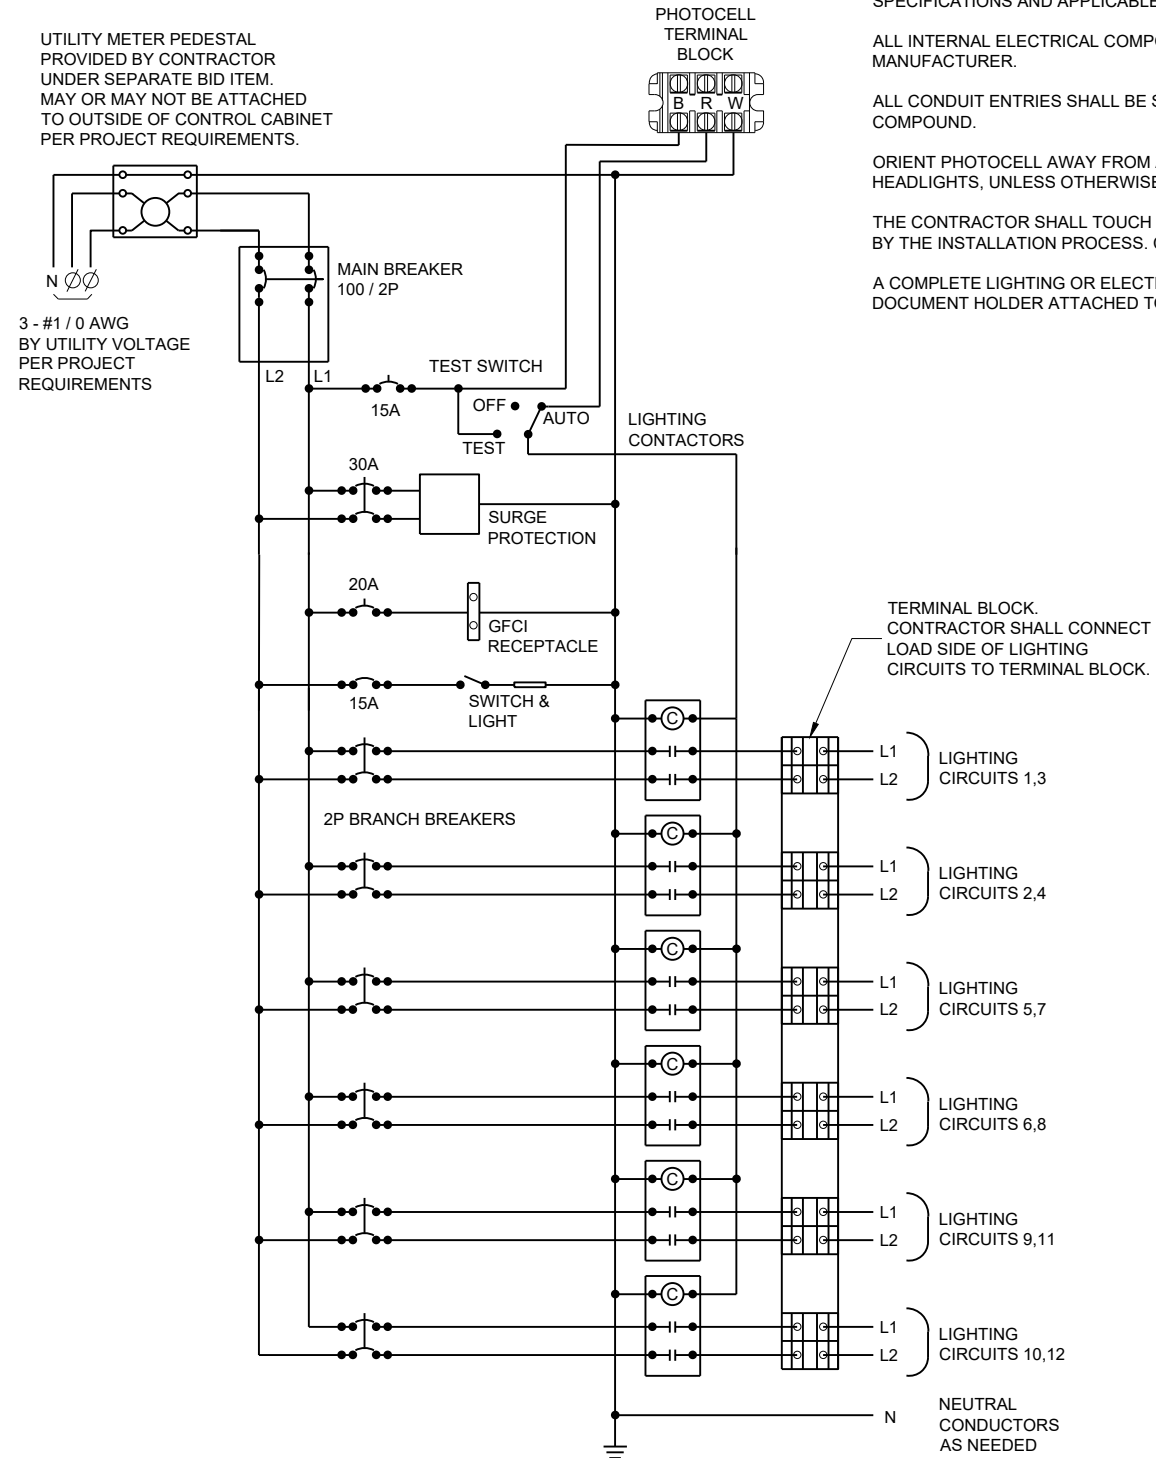 SPECIFICATIONS AND APPLICABLE
PHOTOCELL
TERMINAL
BLOCK
B R W
UTILITY METER PEDESTAL
PROVIDED BY CONTRACTOR
UNDER SEPARATE BID ITEM.
MAY OR MAY NOT BE ATTACHED
TO OUTSIDE OF CONTROL CABINET
PER PROJECT REQUIREMENTS.
ALL INTERNAL ELECTRICAL
MANUFACTURER.
ALL CONDUIT ENTRIES SHALL BE
COMPOUND.
ORIENT PHOTOCELL AWAY FROM
HEADLIGHTS, UNLESS OTHERWISE
THE CONTRACTOR SHALL TOUCH
BY THE INSTALLATION PROCESS.
A COMPLETE LIGHTING OR
DOCUMENT HOLDER ATTACHED
N
MAIN BREAKER
100 / 2P
3 - #1 / 0 AWG
BY UTILITY VOLTAGE
PER PROJECT
REQUIREMENTS
L2 L1
15A
TEST SWITCH
OFF
AUTO
TEST
LIGHTING
CONTACTORS
30A
SURGE
PROTECTION
20A
GFCI
RECEPTACLE
15A
SWITCH &
LIGHT
TERMINAL BLOCK.
CONTRACTOR SHALL CONNECT
LOAD SIDE OF LIGHTING
CIRCUITS TO TERMINAL BLOCK.
2P BRANCH BREAKERS
C
L1
L2
LIGHTING
CIRCUITS 1,3
C
L1
L2
LIGHTING
CIRCUITS 2,4
C
L1
L2
LIGHTING
CIRCUITS 5,7
C
L1
L2
LIGHTING
CIRCUITS 6,8
C
L1
L2
LIGHTING
CIRCUITS 9,11
C
L1
L2
LIGHTING
CIRCUITS 10,12
N
NEUTRAL
CONDUCTORS
AS NEEDED